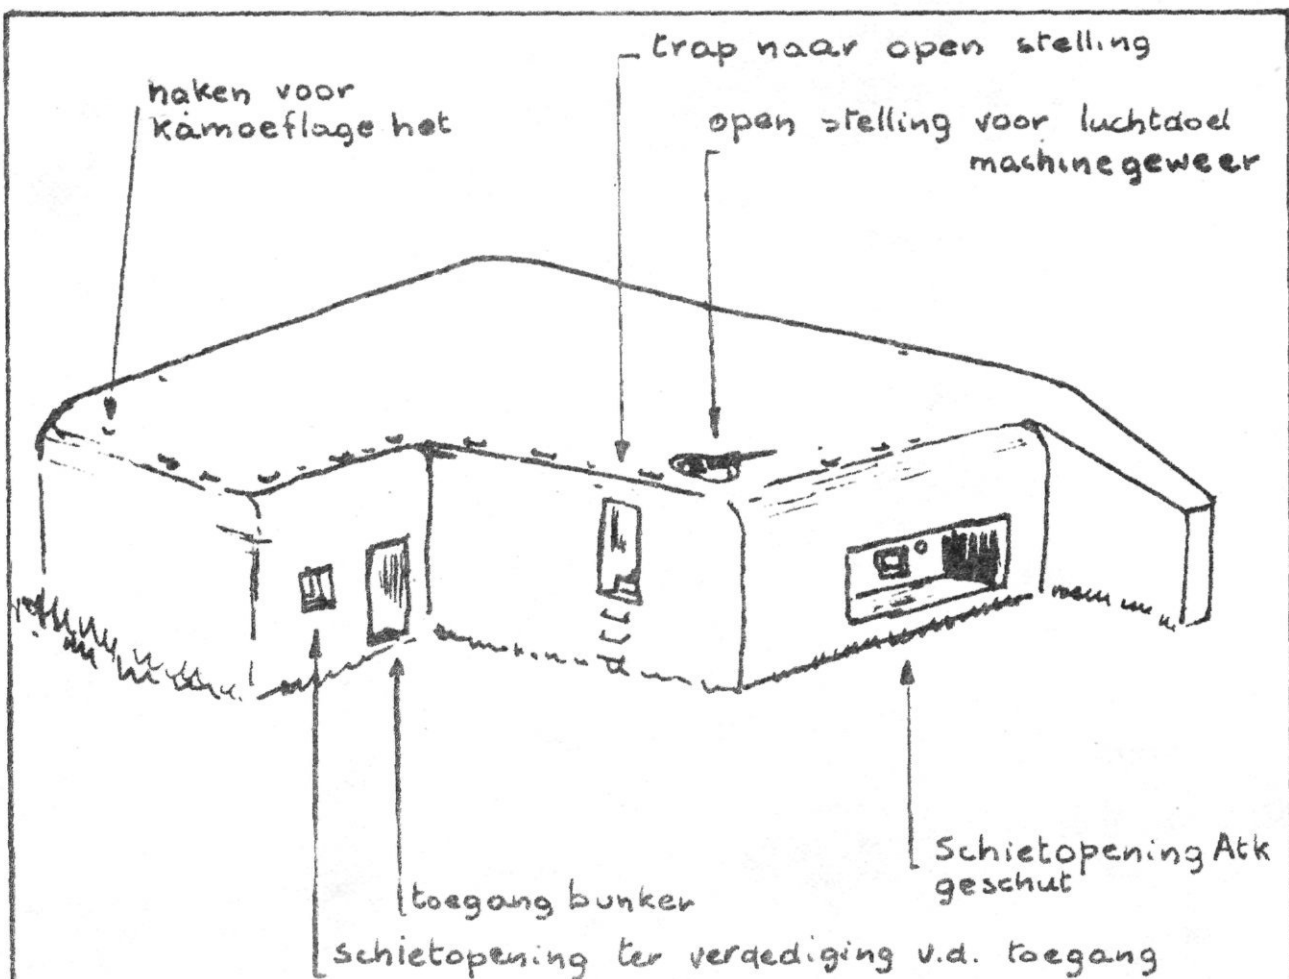 trap naar open stelling
haken voor
kamoeflage het
open stelling voor luchtdoel
machinegeweer
Schietopening Atk
geschut
toegang bunker
schietopening ter verdediging v.d. toegang